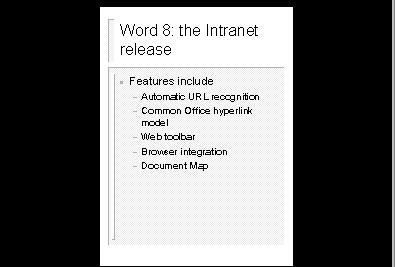 Word 8: the Intranet
release
Features include
– Automatic URL recognition
– Common Office hyperlink
model
– Web toolbar
– Browser integration
– Document Map